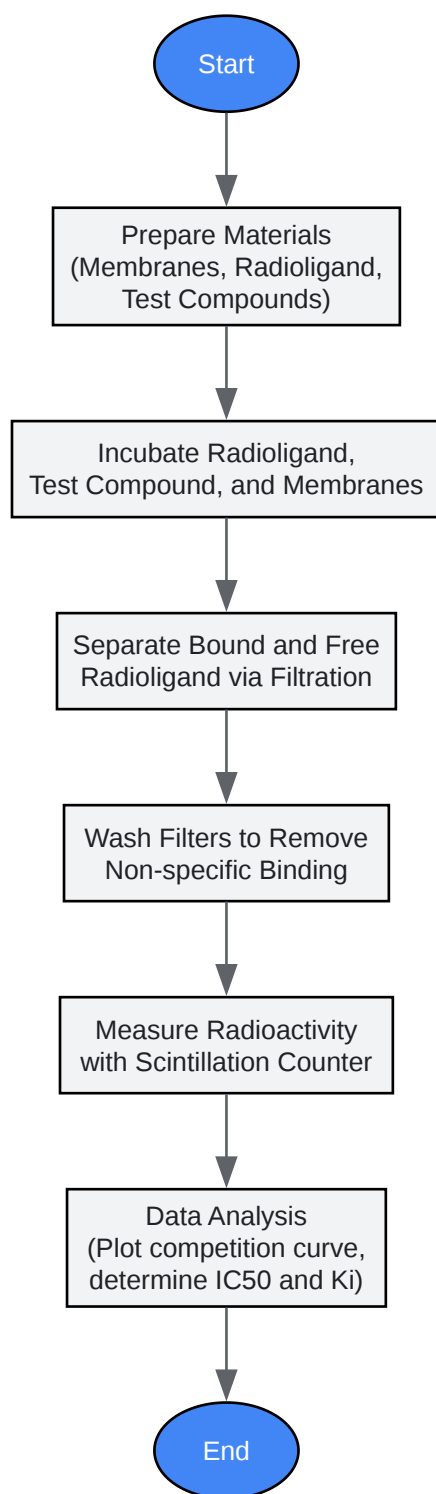 Start
Prepare Materials
(Membranes, Radioligand,
Test Compounds)
Incubate Radioligand,
Test Compound, and Membranes
Separate Bound and Free
Radioligand via Filtration
Wash Filters to Remove
Non-specific Binding
Measure Radioactivity
with Scintillation Counter
Data Analysis
(Plot competition curve,
determine IC50 and Ki)
End